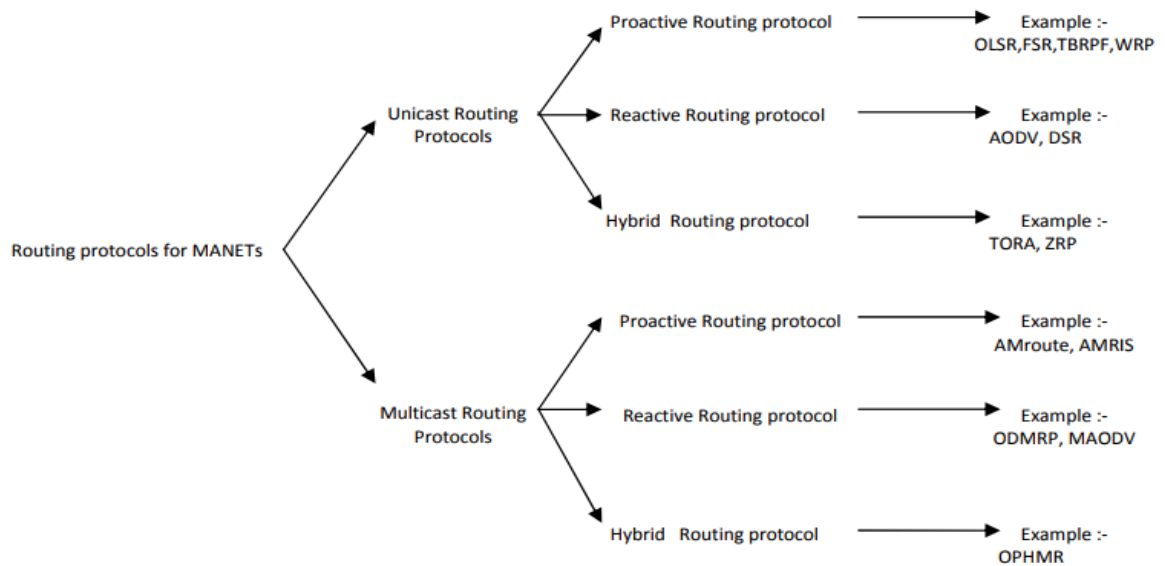 Proactive Routing protocol
Example :-
OLSR,FSR,TBRPF,WRP
Unicast Routing
Protocols
Reactive Routing protocol
Example :-
AODV, DSR
Hybrid Routing protocol
Example :-
TORA, ZRP
Routing protocols for MANETs
Proactive Routing protocol
Example :-
AMroute, AMRIS
Multicast Routing
Protocols
Reactive Routing protocol
Example :-
ODMRP, MAODV
Hybrid Routing protocol
Example :-
OPHMR